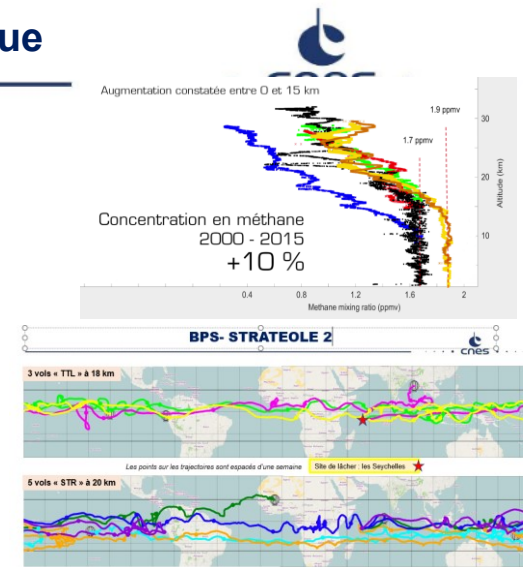 ue
cnes
Augmentation constatée entre 0 et 15 km
1.9 ppmv
1.7 ppmv
30
20
10
Altitude (km)
Concentration en méthane
2000 - 2015
+10 %
0.4 0.8 1.2 1.6 2
Methane mixing ratio (ppmv)
BPS- STRATEOLE 2
cnes
3 vols « TTL » à 18 km
Les points sur les trajectoires sont espacés d'une semaine
Site de lâcher : les Seychelles
5 vols « STR » à 20 km